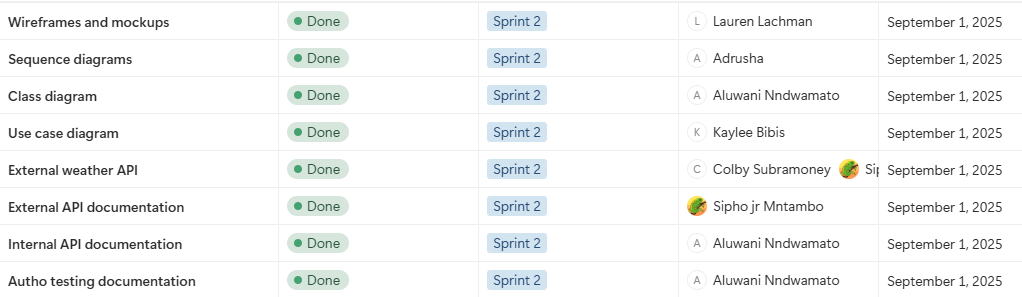 Wireframes and mockups Done Sprint 2 L Lauren Lachman September 1, 2025
Sequence diagrams Done Sprint 2 A Adrusha September 1, 2025
Class diagram Done Sprint 2 A Aluwani Nndwamato September 1, 2025
Use case diagram Done Sprint 2 K Kaylee Bibis September 1, 2025
External weather API Done Sprint 2 C Colby Subramoney Sip September 1, 2025
External API documentation Done Sprint 2 Sipho jr Mntambo September 1, 2025
Internal API documentation Done Sprint 2 A Aluwani Nndwamato September 1, 2025
Autho testing documentation Done Sprint 2 A Aluwani Nndwamato September 1, 2025